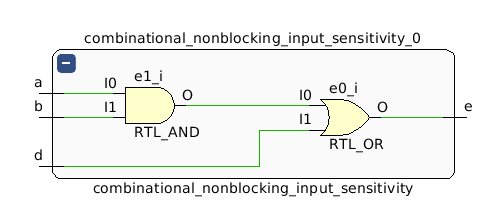 combinational_nonblocking_input_sensitivity_0
a
b
d
I0
I1
e1_i
O
RTL_AND
I0
I1
e0_i
O
RTL_OR
e
combinational_nonblocking_input_sensitivity